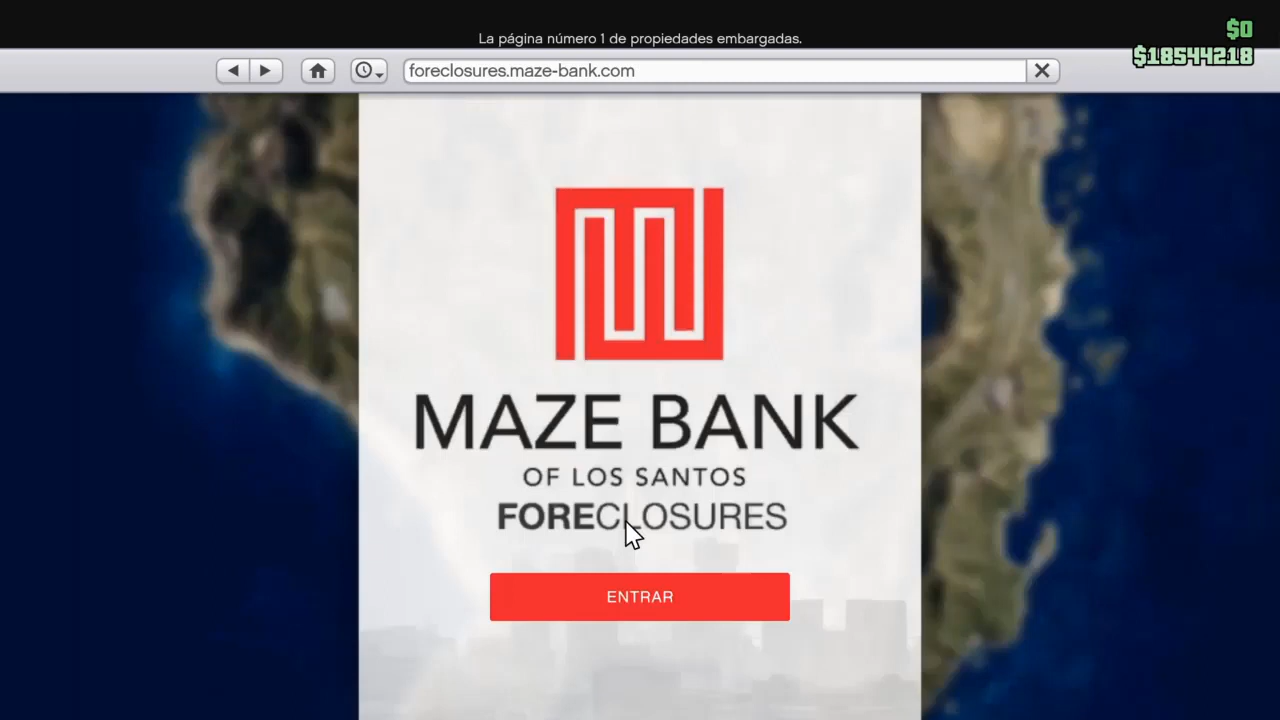 La página número 1 de propiedades embargadas.
$0
$18544218
foreclosures.maze-bank.com
MAZE BANK
OF LOS SANTOS
FORECLOSURES
ENTRAR